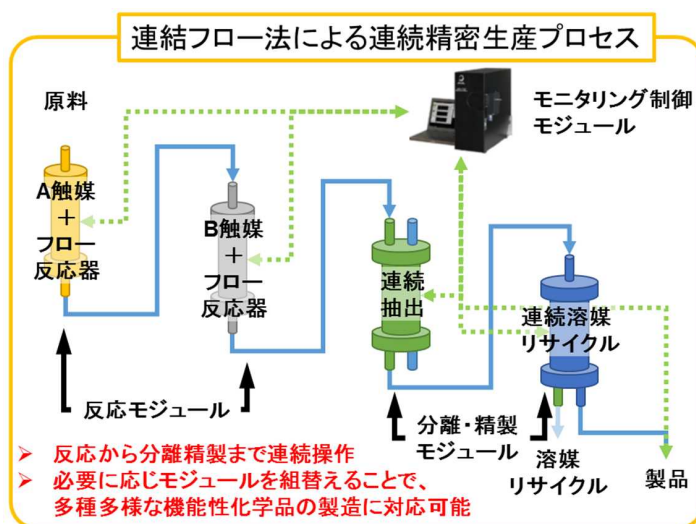 連結フロー法による連続精密生産プロセス
原料
モニタリング制御
モジュール
A触媒
＋
フロー
反応器
B触媒
＋
フロー
反応器
連続
抽出
連続溶媒
リサイクル
反応モジュール
分離・精製
モジュール
溶媒
リサイクル
製品
➢ 反応から分離精製まで連続操作
➢ 必要に応じモジュールを組替えることで、
多種多様な機能性化学品の製造に対応可能